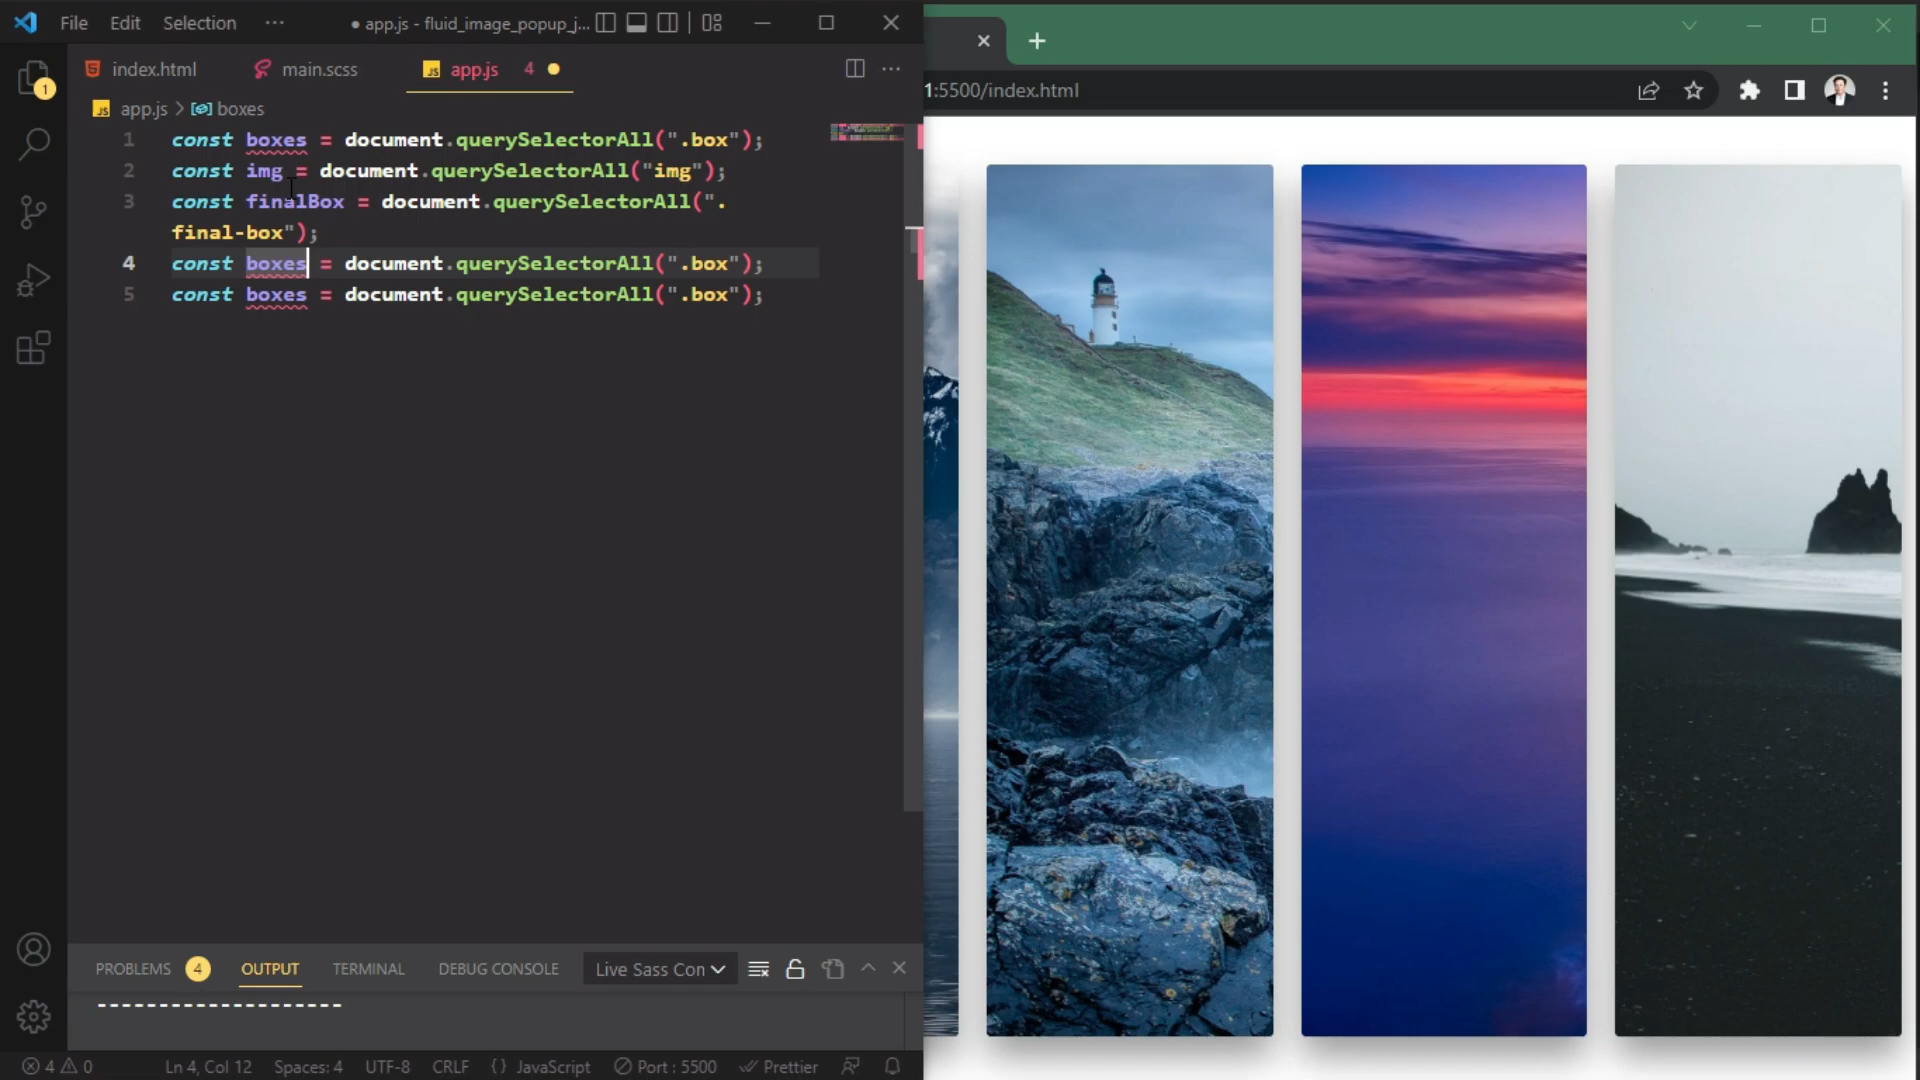 File Edit Selection ··· ● app.js - fluid_image_popup_j...
index.html main.scss app.js 4
1
app.js > boxes
1 const boxes = document.querySelectorAll(".box");
2 const img = document.querySelectorAll("img");
3 const finalBox = document.querySelectorAll(".
final-box");
4 const boxes = document.querySelectorAll(".box");
5 const boxes = document.querySelectorAll(".box");
PROBLEMS 4 OUTPUT TERMINAL DEBUG CONSOLE Live Sass Con
--------------------
4 0 Ln 4, Col 12 Spaces: 4 UTF-8 CRLF {} JavaScript Port : 5500 Prettier
1:5500/index.html